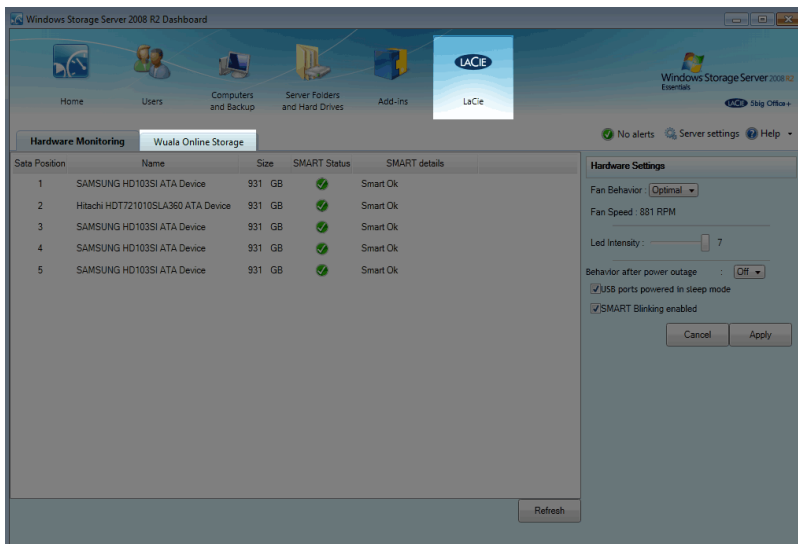 Windows Storage Server 2008 R2 Dashboard
Home
Users
Computers
and Backup
Server Folders
and Hard Drives
Add-Ins
LACIE
LaCie
Windows Storage Server 2008 R2
Essentials
LACIE 5big Office+
Hardware Monitoring
Wuala Online Storage
No alerts
Server settings
Help
Sata Position Name Size SMART Status SMART details
1 SAMSUNG HD103SI ATA Device 931 GB Smart Ok
2 Hitachi HDT721010SLA360 ATA Device 931 GB Smart Ok
3 SAMSUNG HD103SI ATA Device 931 GB Smart Ok
4 SAMSUNG HD103SI ATA Device 931 GB Smart Ok
5 SAMSUNG HD103SI ATA Device 931 GB Smart Ok
Refresh
Hardware Settings
Fan Behavior : Optimal
Fan Speed : 881 RPM
Led Intensity : 7
Behavior after power outage : Off
USB ports powered in sleep mode
SMART Blinking enabled
Cancel Apply